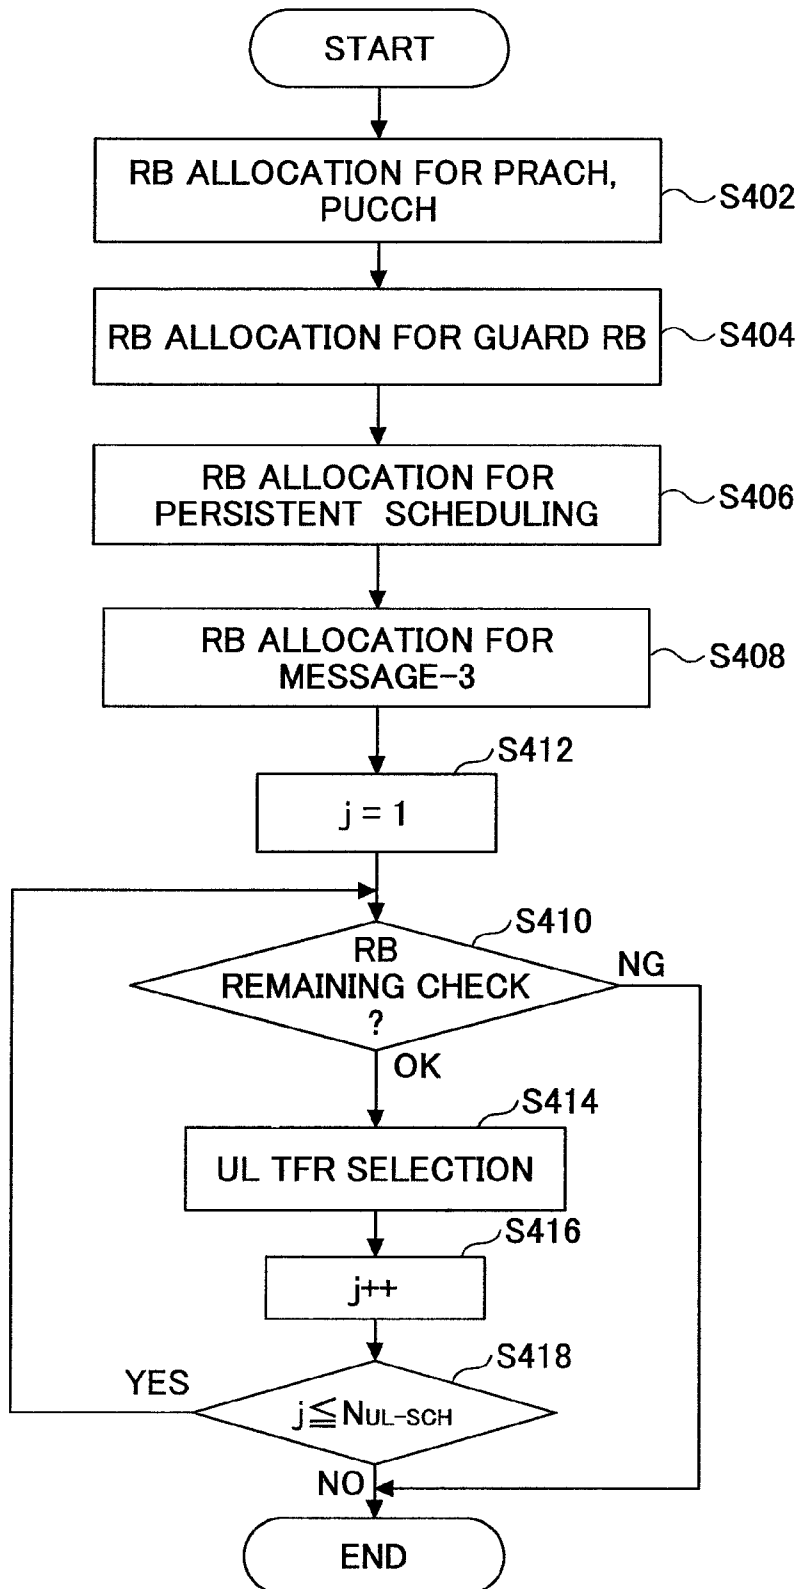 START
RB ALLOCATION FOR PRACH,
PUCCH
S402
RB ALLOCATION FOR GUARD RB
S404
RB ALLOCATION FOR
PERSISTENT SCHEDULING
S406
RB ALLOCATION FOR
MESSAGE-3
S408
S412
j = 1
S410
RB
REMAINING CHECK
?
NG
OK
S414
UL TFR SELECTION
S416
j++
S418
YES
j≦NUL-SCH
NO
END